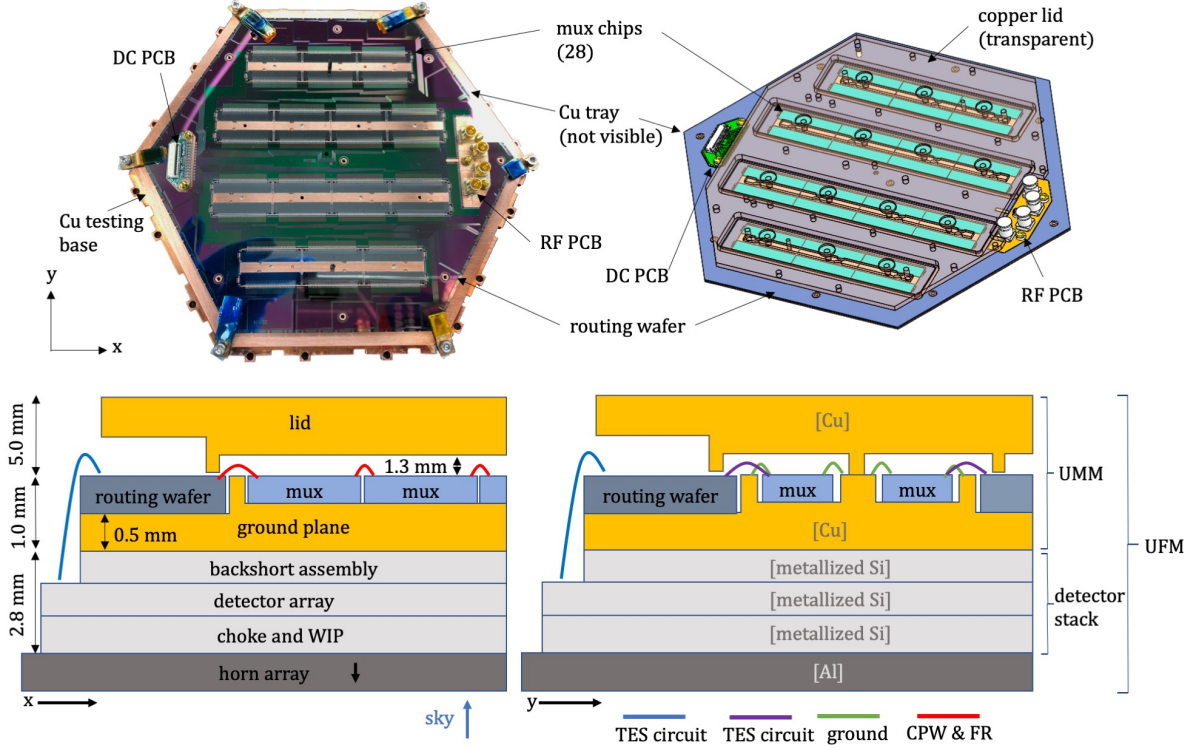 mux chips
(28)
copper lid
(transparent)
DC PCB
Cu tray
(not visible)
Cu testing
base
RF PCB
DC PCB
RF PCB
routing wafer
y
x
5.0 mm
1.0 mm
2.8 mm
lid
1.3 mm
routing wafer
mux
mux
0.5 mm
ground plane
backshort assembly
detector array
choke and WIP
horn array
x
sky
[Cu]
routing wafer
mux
mux
[Cu]
[metallized Si]
[metallized Si]
[metallized Si]
[Al]
y
UMM
detector
stack
UFM
TES circuit
TES circuit
ground
CPW & FR